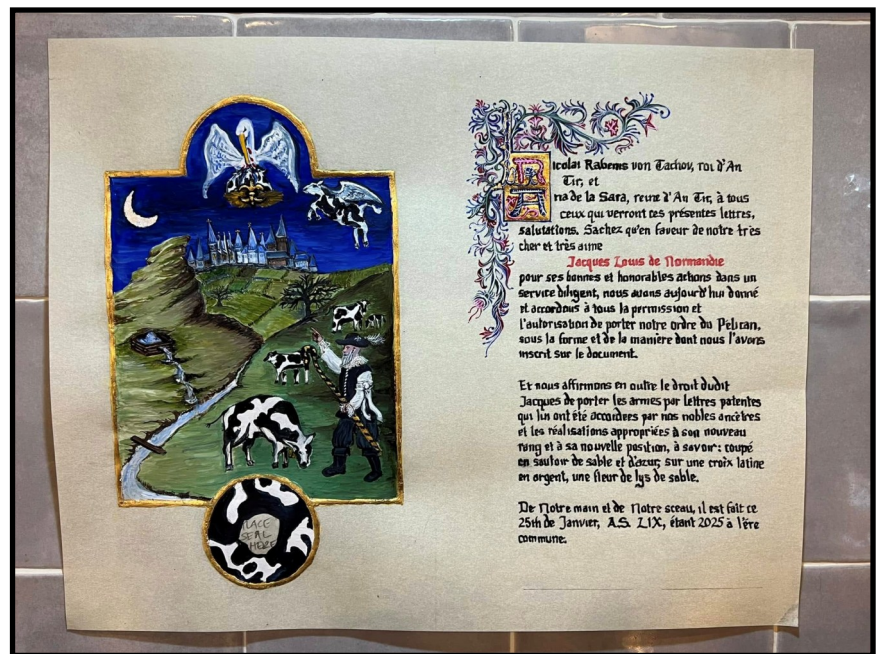 PLACE
SEAL
HERE
Nicolas Rabenis von Tachov, roi d'An
Tir, et
Ana de la Sara, reine d'An Tir, à tous
ceux qui verront ces présentes lettres,
salutations. Sachez qu'en faveur de notre très
cher et très aime
Jacques Louis de Normandie
pour ses bonnes et honorables actions dans un
service diligent, nous avons aujourd'hui donné
et accordons à tous la permission et
l'autorisation de porter notre ordre du Pelican,
sous la forme et de la manière dont nous l'avons
inscrit sur le document.
Et nous affirmons en outre le droit dudit
Jacques de porter les armes par lettres patentes
qui lin ont été accordees par nos nobles ancêtres
et les réalisations appropriées à son nouveau
rang et à sa nouvelle position, à savoir: coupé
en sautoir de sable et d'azur, sur une croix latine
en argent, une fleur de lys de sable.
De Notre main et de Notre sceau, il est fait ce
25th de Janvier, A.S. LIX, étant 2025 à l'ère
commune.